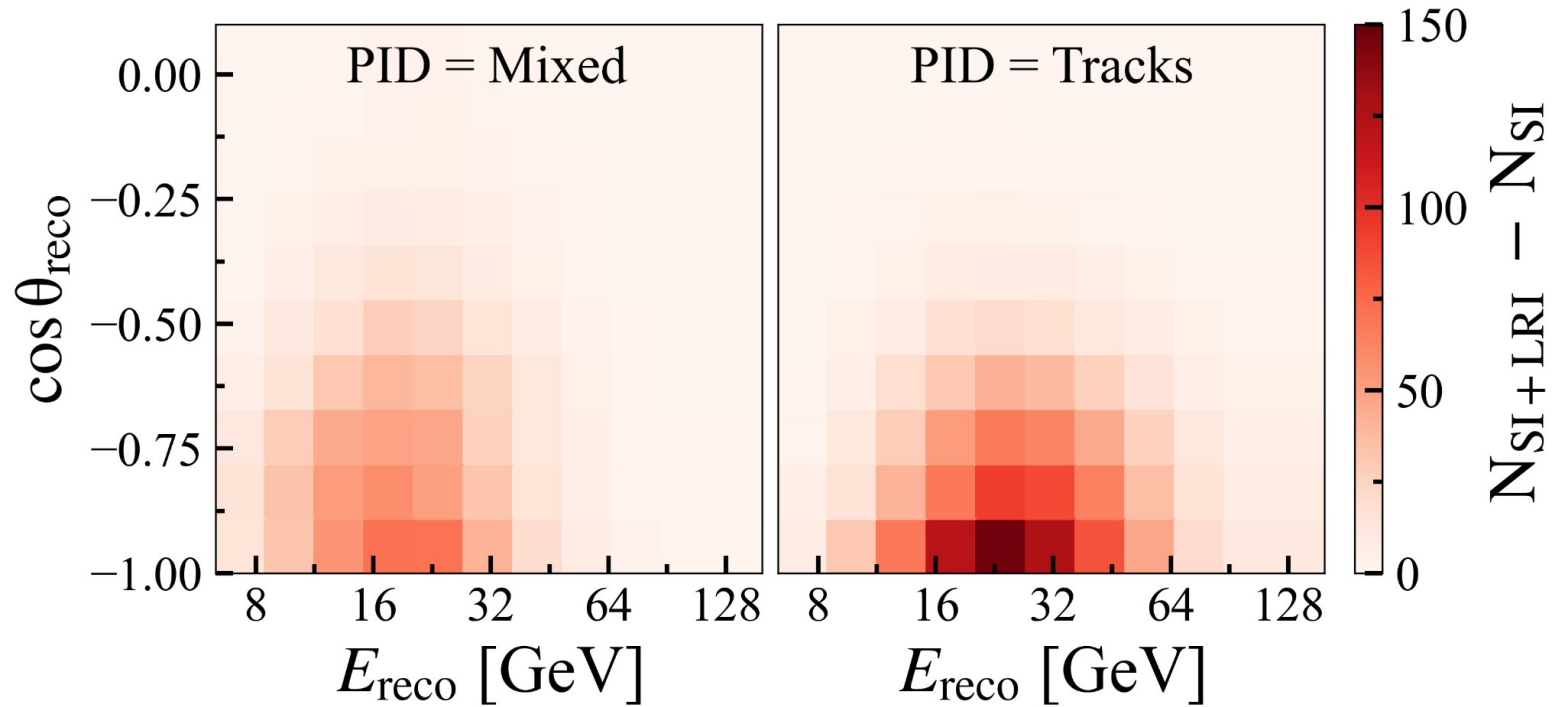 PID = Mixed
PID = Tracks
0.00
−0.25
−0.50
−0.75
−1.00
cos θreco
8 16 32 64 128
8 16 32 64 128
Ereco [GeV]
Ereco [GeV]
150
100
50
0
NSI+LRI − NSI